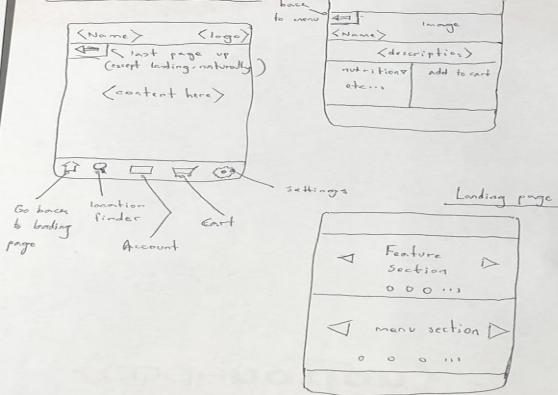 <Name> <logo>
last page up
(except landing, naturally)
<content here>
Go back
to landing
page
location
finder
Account
Cart
settings
back
to menu
Image
<Name>
<description>
nutrition &
etc...
add to cart
Landing page
Feature
section
menu section